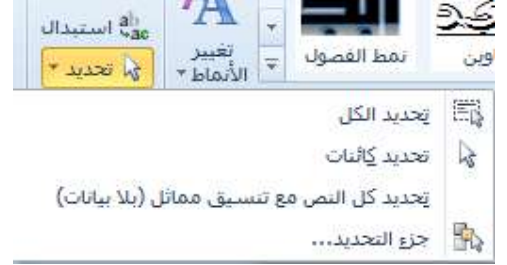 استبدال
تحديد
تغيير
الأنماط
نمط الفصول
تحديد الكل
تحديد كائنات
تحديد كل النص مع تنسيق مماثل (بلا بيانات)
جزء التحديد...